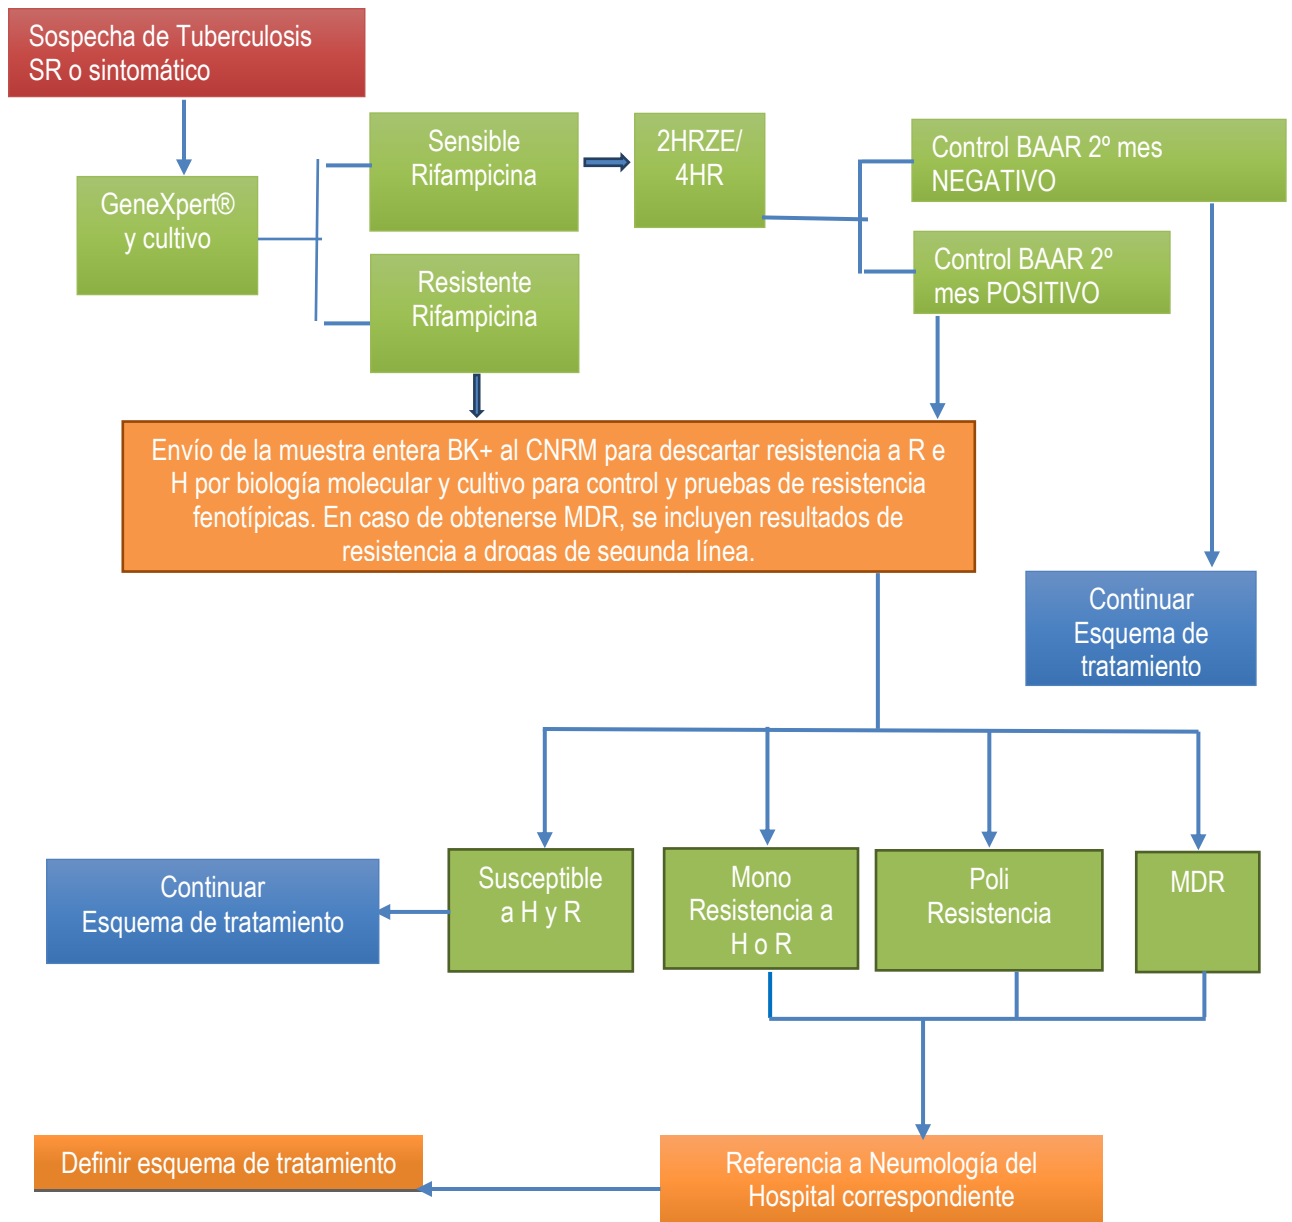 Sospecha de Tuberculosis
SR o sintomático
GeneXpert®
y cultivo
Sensible
Rifampicina
2HRZE/
4HR
Control BAAR 2º mes
NEGATIVO
Control BAAR 2º
mes POSITIVO
Resistente
Rifampicina
Envío de la muestra entera BK+ al CNRM para descartar resistencia a R e
H por biología molecular y cultivo para control y pruebas de resistencia
fenotípicas. En caso de obtenerse MDR, se incluyen resultados de
resistencia a drogas de segunda línea.
Continuar
Esquema de
tratamiento
Continuar
Esquema de tratamiento
Susceptible
a H y R
Mono
Resistencia a
H o R
Poli
Resistencia
MDR
Definir esquema de tratamiento
Referencia a Neumología del
Hospital correspondiente